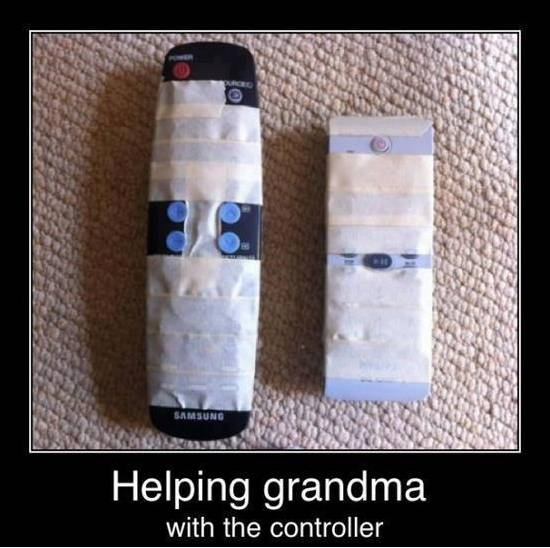 POWER
SAMSUNG
Helping grandma
with the controller